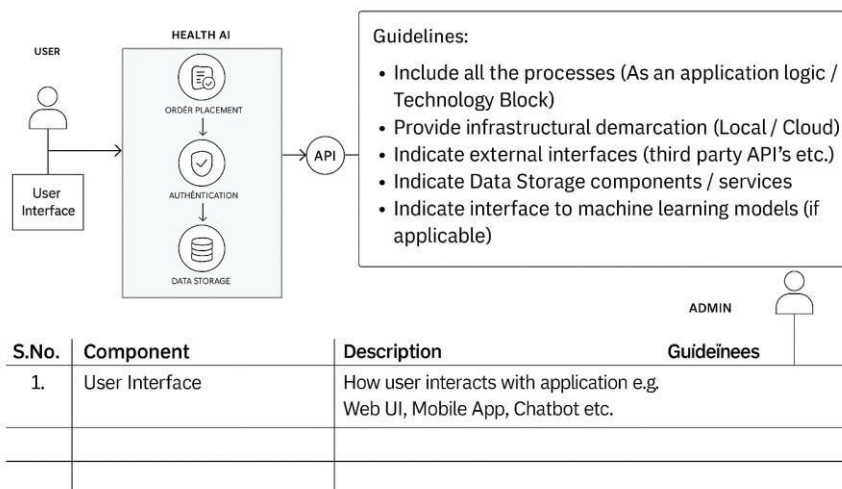 USER
User
Interface
HEALTH AI
ORDER PLACEMENT
AUTHENTICATION
DATA STORAGE
API
Guidelines:
• Include all the processes (As an application logic /
Technology Block)
• Provide infrastructural demarcation (Local / Cloud)
• Indicate external interfaces (third party API's etc.)
• Indicate Data Storage components / services
• Indicate interface to machine learning models (if
applicable)
ADMIN
S.No. Component Description Guideïnees
1. User Interface How user interacts with application e.g.
Web UI, Mobile App, Chatbot etc.